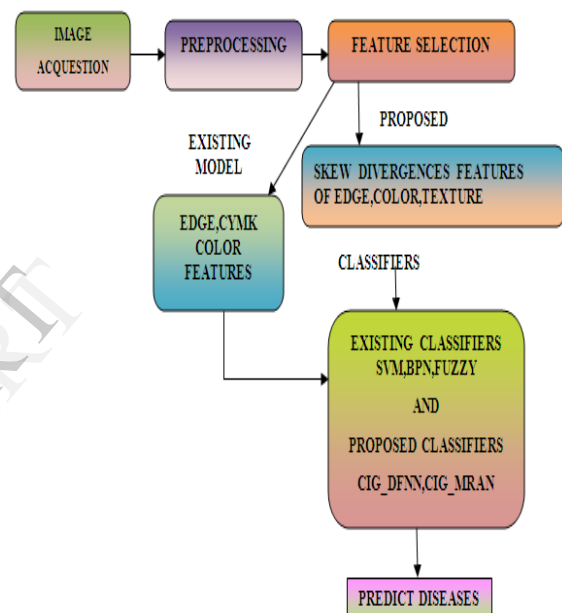 IMAGE
ACQUESTION
PREPROCESSING
FEATURE SELECTION
PROPOSED
EXISTING
MODEL
SKEW DIVERGENCES FEATURES
OF EDGE,COLOR,TEXTURE
EDGE,CYMK
COLOR
FEATURES
CLASSIFIERS
EXISTING CLASSIFIERS
SVM,BPN,FUZZY
AND
PROPOSED CLASSIFIERS
CIG_DFNN,CIG_MRAN
PREDICT DISEASES